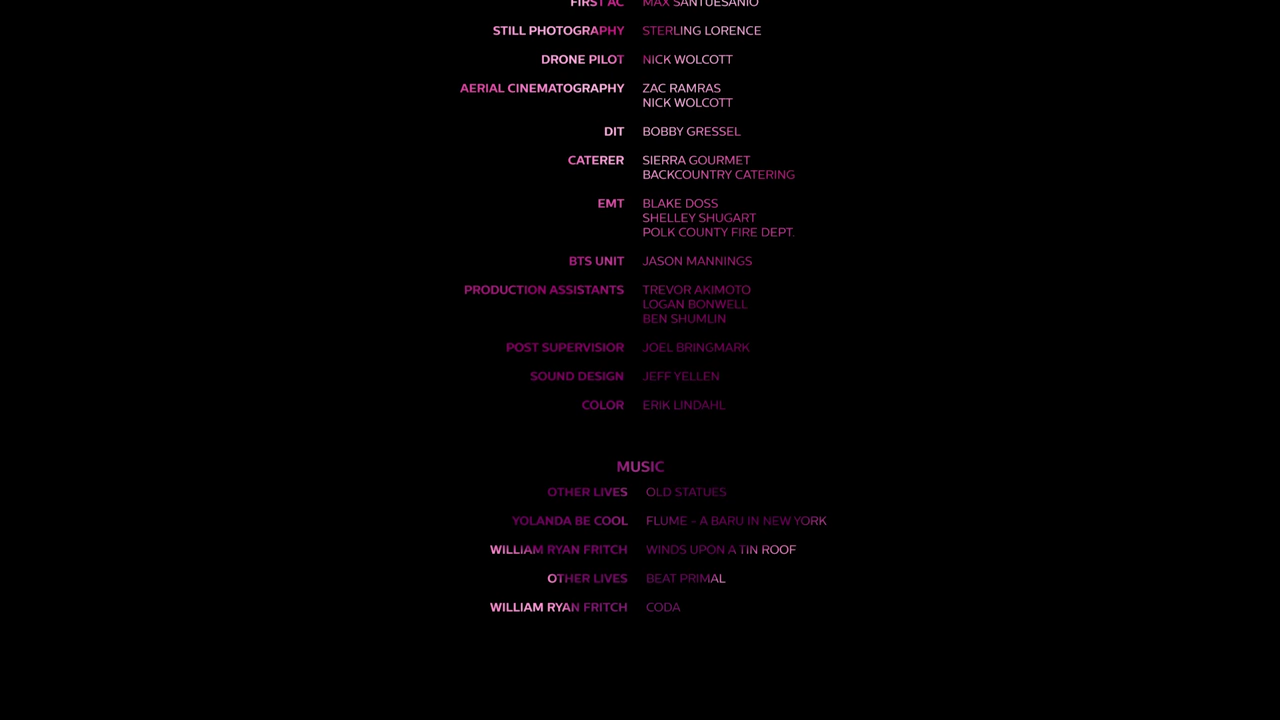 FIRST AC MAX SANTUESANIO
STILL PHOTOGRAPHY STERLING LORENCE
DRONE PILOT NICK WOLCOTT
AERIAL CINEMATOGRAPHY ZAC RAMRAS
NICK WOLCOTT
DIT BOBBY GRESSEL
CATERER SIERRA GOURMET
BACKCOUNTRY CATERING
EMT BLAKE DOSS
SHELLEY SHUGART
POLK COUNTY FIRE DEPT.
BTS UNIT JASON MANNINGS
PRODUCTION ASSISTANTS TREVOR AKIMOTO
LOGAN BONWELL
BEN SHUMLIN
POST SUPERVISIOR JOEL BRINGMARK
SOUND DESIGN JEFF YELLEN
COLOR ERIK LINDAHL
MUSIC
OTHER LIVES OLD STATUES
YOLANDA BE COOL FLUME - A BARU IN NEW YORK
WILLIAM RYAN FRITCH WINDS UPON A TIN ROOF
OTHER LIVES BEAT PRIMAL
WILLIAM RYAN FRITCH CODA